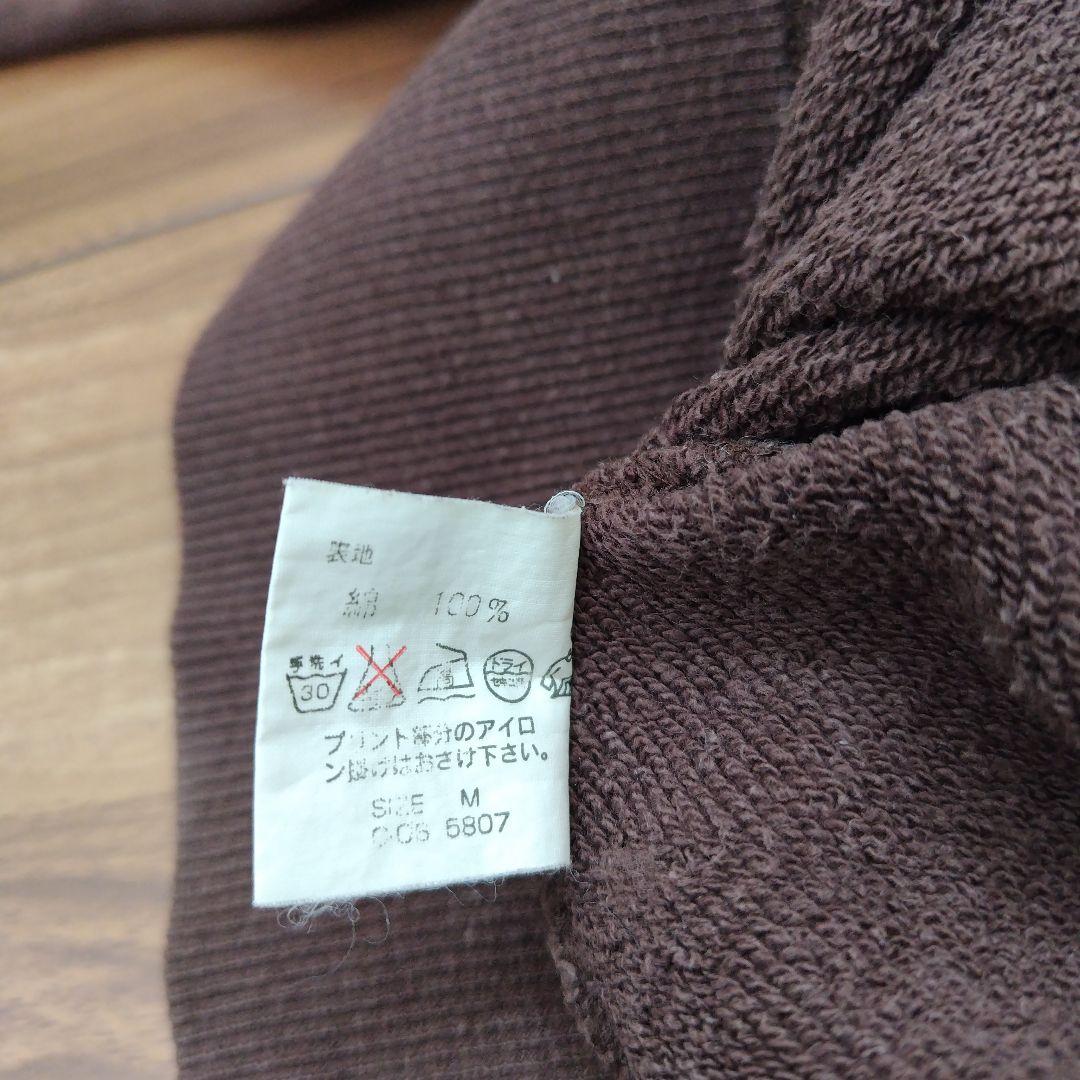 表地
綿 100%
手洗イ
30
ドライ
セキユ系
プリント部分のアイロ
ン掛けはおさけ下さい。
SIZE M
5807